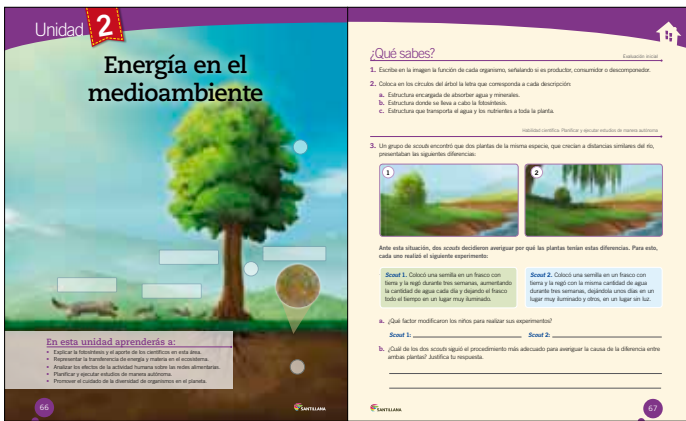 Unidad 2
Energía en el
medioambiente
En esta unidad aprenderás a:
• Explicar la fotosíntesis y el aporte de los científicos en esta área.
• Representar la transferencia de energía y materia en el ecosistema.
• Analizar los efectos de la actividad humana sobre las redes alimentarias.
• Planificar y ejecutar estudios de manera autónoma.
• Promover el cuidado de la diversidad de organismos en el planeta.
66
SANTILLANA
¿Qué sabes?
Evaluación inicial
1. Escribe en la imagen la función de cada organismo, señalando si es productor, consumidor o descomponedor.
2. Coloca en los círculos del árbol la letra que corresponda a cada descripción:
a. Estructura encargada de absorber agua y minerales.
b. Estructura donde se lleva a cabo la fotosíntesis.
c. Estructura que transporta el agua y los nutrientes a toda la planta.
Habilidad científica: Planificar y ejecutar estudios de manera autónoma.
3. Un grupo de scouts encontró que dos plantas de la misma especie, que crecían a distancias similares del río,
presentaban las siguientes diferencias:
1
2
Ante esta situación, dos scouts decidieron averiguar por qué las plantas tenían estas diferencias. Para esto,
cada uno realizó el siguiente experimento:
Scout 1. Colocó una semilla en un frasco con
tierra y la regó durante tres semanas, aumentando
la cantidad de agua cada día y dejando el frasco
todo el tiempo en un lugar muy iluminado.
Scout 2. Colocó una semilla en un frasco con
tierra y la regó con la misma cantidad de agua
durante tres semanas, dejándola unos días en un
lugar muy iluminado y otros, en un lugar sin luz.
a. ¿Qué factor modificaron los niños para realizar sus experimentos?
Scout 1: Scout 2:
b. ¿Cuál de los dos scouts siguió el procedimiento más adecuado para averiguar la causa de la diferencia entre
ambas plantas? Justifica tu respuesta.
SANTILLANA
67